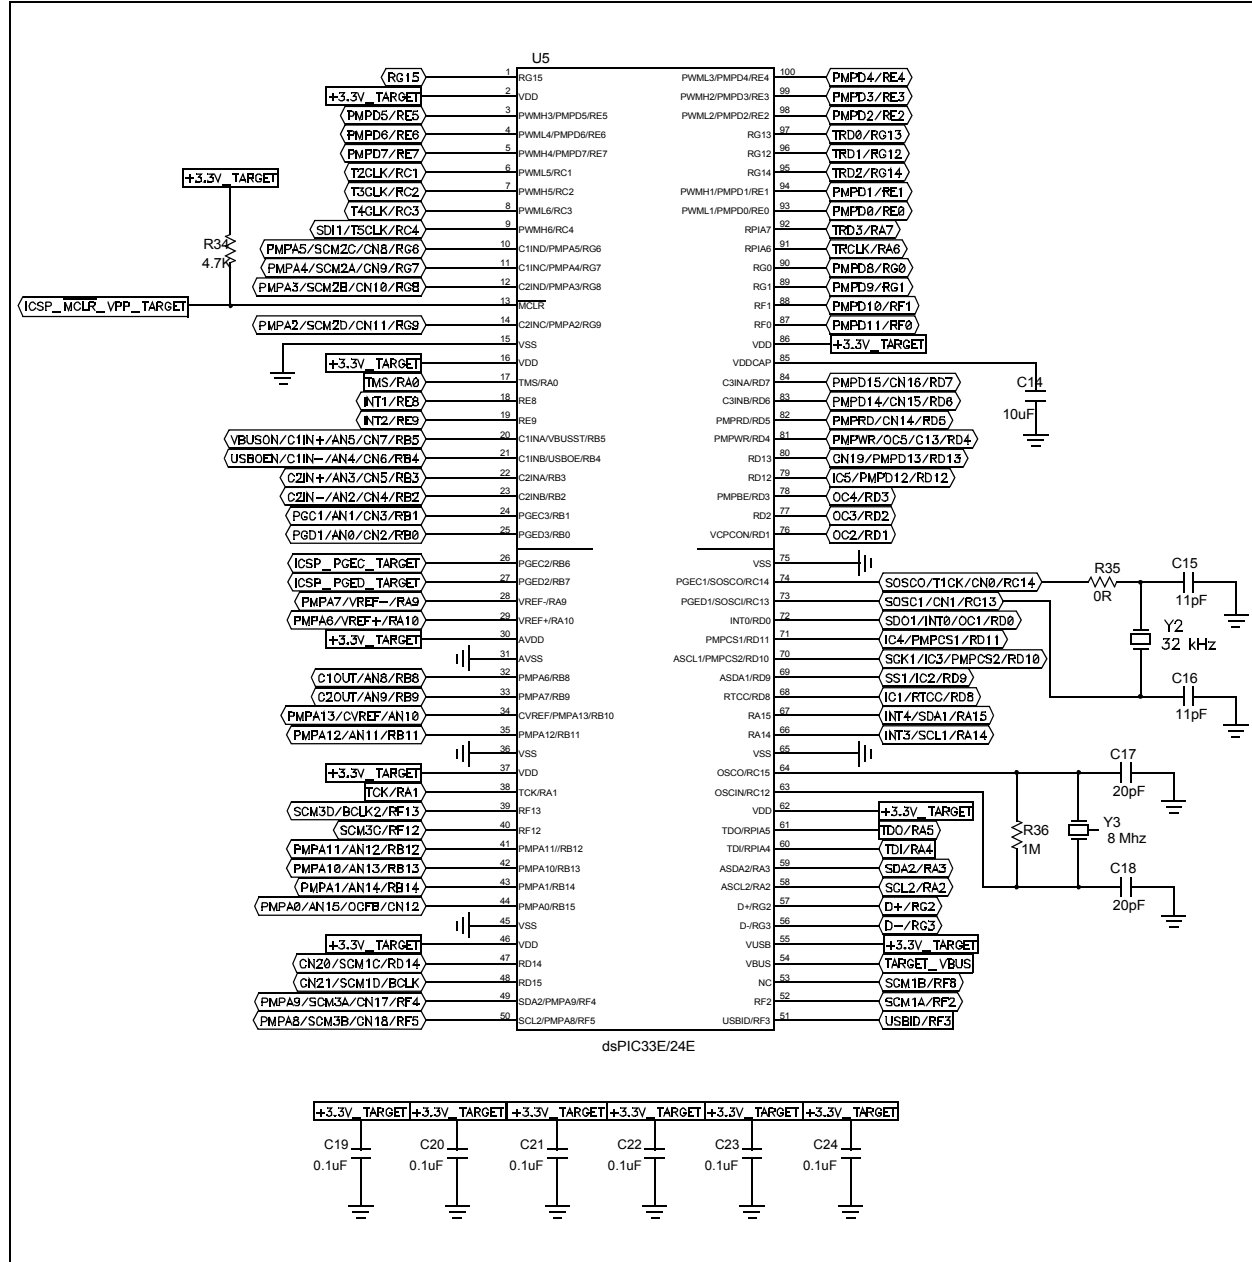 U5
RG15 1 RG15 PWML3/PMPD4/RE4 100 PMPD4/RE4
+3.3V_TARGET 2 VDD PWMH2/PMPD3/RE3 99 PMPD3/RE3
PMPD5/RE5 3 PWMH3/PMPD5/RE5 PWML2/PMPD2/RE2 98 PMPD2/RE2
PMPD6/RE6 4 PWML4/PMPD6/RE6 RG13 97 TRD0/RG13
PMPD7/RE7 5 PWMH4/PMPD7/RE7 RG12 96 TRD1/RG12
T2CLK/RC1 6 PWML5/RC1 RG14 95 TRD2/RG14
+3.3V_TARGET
T3CLK/RC2 7 PWMH5/RC2 PWMH1/PMPD1/RE1 94 PMPD1/RE1
T4CLK/RC3 8 PWML6/RC3 PWML1/PMPD0/RE0 93 PMPD0/RE0
SDI1/T5CLK/RC4 9 PWMH6/RC4 RPIA7 92 TRD3/RA7
R34
4.7K
PMPA5/SCM2C/CN8/RG6 10 C1IND/PMPA5/RG6 RPIA6 91 TRCLK/RA6
PMPA4/SCM2A/CN9/RG7 11 C1INC/PMPA4/RG7 RG0 90 PMPD8/RG0
PMPA3/SCM2B/CN10/RG8 12 C2IND/PMPA3/RG8 RG1 89 PMPD9/RG1
ICSP_MCLR_VPP_TARGET 13 MCLR RF1 88 PMPD10/RF1
PMPA2/SCM2D/CN11/RG9 14 C2INC/PMPA2/RG9 RF0 87 PMPD11/RF0
15 VSS VDD 86 +3.3V_TARGET
+3.3V_TARGET 16 VDD VDDCAP 85
TMS/RA0 17 TMS/RA0 C3INA/RD7 84 PMPD15/CN16/RD7
C14
10uF
INT1/RE8 18 RE8 C3INB/RD6 83 PMPD14/CN15/RD6
INT2/RE9 19 RE9 PMPRD/RD5 82 PMPRD/CN14/RD5
VBUSON/C1IN+/AN5/CN7/RB5 20 C1INA/VBUSST/RB5 PMPWR/RD4 81 PMPWR/OC5/C13/RD4
USBOEN/C1IN-/AN4/CN6/RB4 21 C1INB/USBOE/RB4 RD13 80 CN19/PMPD13/RD13
C2IN+/AN3/CN5/RB3 22 C2INA/RB3 RD12 79 IC5/PMPD12/RD12
C2IN-/AN2/CN4/RB2 23 C2INB/RB2 PMPBE/RD3 78 OC4/RD3
PGC1/AN1/CN3/RB1 24 PGEC3/RB1 RD2 77 OC3/RD2
PGD1/AN0/CN2/RB0 25 PGED3/RB0 VCPCON/RD1 76 OC2/RD1
ICSP_PGEC_TARGET 26 PGEC2/RB6 VSS 75
ICSP_PGED_TARGET 27 PGED2/RB7 PGEC1/SOSCO/RC14 74 SOSCO/T1CK/CN0/RC14
R35
0R
C15
11pF
PMPA7/VREF-/RA9 28 VREF-/RA9 PGED1/SOSCI/RC13 73 SOSC1/CN1/RC13
PMPA6/VREF+/RA10 29 VREF+/RA10 INT0/RD0 72 SDO1/INT0/OC1/RD0
Y2
32 kHz
+3.3V_TARGET 30 AVDD PMPCS1/RD11 71 IC4/PMPCS1/RD11
31 AVSS ASCL1/PMPCS2/RD10 70 SCK1/IC3/PMPCS2/RD10
C1OUT/AN8/RB8 32 PMPA6/RB8 ASDA1/RD9 69 SS1/IC2/RD9
C2OUT/AN9/RB9 33 PMPA7/RB9 RTCC/RD8 68 IC1/RTCC/RD8
C16
11pF
PMPA13/CVREF/AN10 34 CVREF/PMPA13/RB10 RA15 67 INT4/SDA1/RA15
PMPA12/AN11/RB11 35 PMPA12/RB11 RA14 66 INT3/SCL1/RA14
36 VSS VSS 65
+3.3V_TARGET 37 VDD OSCO/RC15 64
C17
20pF
TCK/RA1 38 TCK/RA1 OSCIN/RC12 63
SCM3D/BCLK2/RF13 39 RF13 VDD 62 +3.3V_TARGET
SCM3C/RF12 40 RF12 TDO/RPIA5 61 TDO/RA5
R36
1M
Y3
8 Mhz
PMPA11/AN12/RB12 41 PMPA11//RB12 TDI/RPIA4 60 TDI/RA4
PMPA10/AN13/RB13 42 PMPA10/RB13 ASDA2/RA3 59 SDA2/RA3
PMPA1/AN14/RB14 43 PMPA1/RB14 ASCL2/RA2 58 SCL2/RA2
C18
20pF
PMPA0/AN15/OCFB/CN12 44 PMPA0/RB15 D+/RG2 57 D+/RG2
45 VSS D-/RG3 56 D-/RG3
+3.3V_TARGET 46 VDD VUSB 55 +3.3V_TARGET
CN20/SCM1C/RD14 47 RD14 VBUS 54 TARGET_VBUS
CN21/SCM1D/BCLK 48 RD15 NC 53 SCM1B/RF8
PMPA9/SCM3A/CN17/RF4 49 SDA2/PMPA9/RF4 RF2 52 SCM1A/RF2
PMPA8/SCM3B/CN18/RF5 50 SCL2/PMPA8/RF5 USBID/RF3 51 USBID/RF3
dsPIC33E/24E
+3.3V_TARGET +3.3V_TARGET +3.3V_TARGET +3.3V_TARGET +3.3V_TARGET +3.3V_TARGET
C19 C20 C21 C22 C23 C24
0.1uF 0.1uF 0.1uF 0.1uF 0.1uF 0.1uF